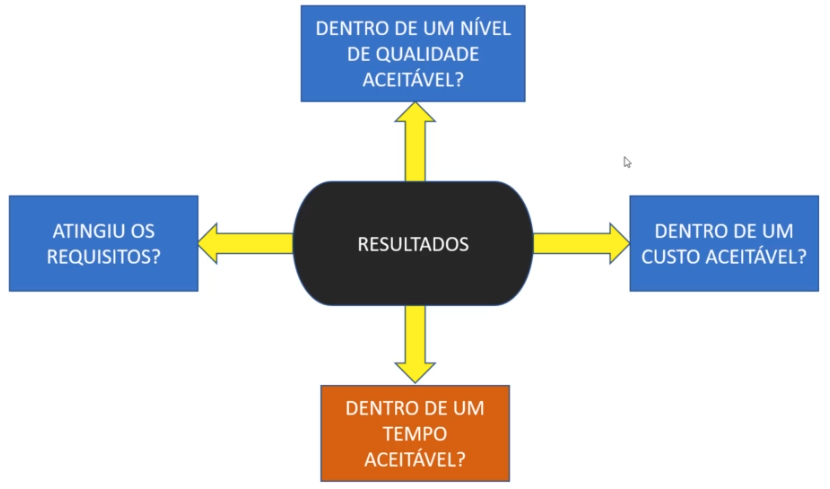 DENTRO DE UM NÍVEL
DE QUALIDADE
ACEITÁVEL?
ATINGIU OS
REQUISITOS?
RESULTADOS
DENTRO DE UM
CUSTO ACEITÁVEL?
DENTRO DE UM
TEMPO
ACEITÁVEL?